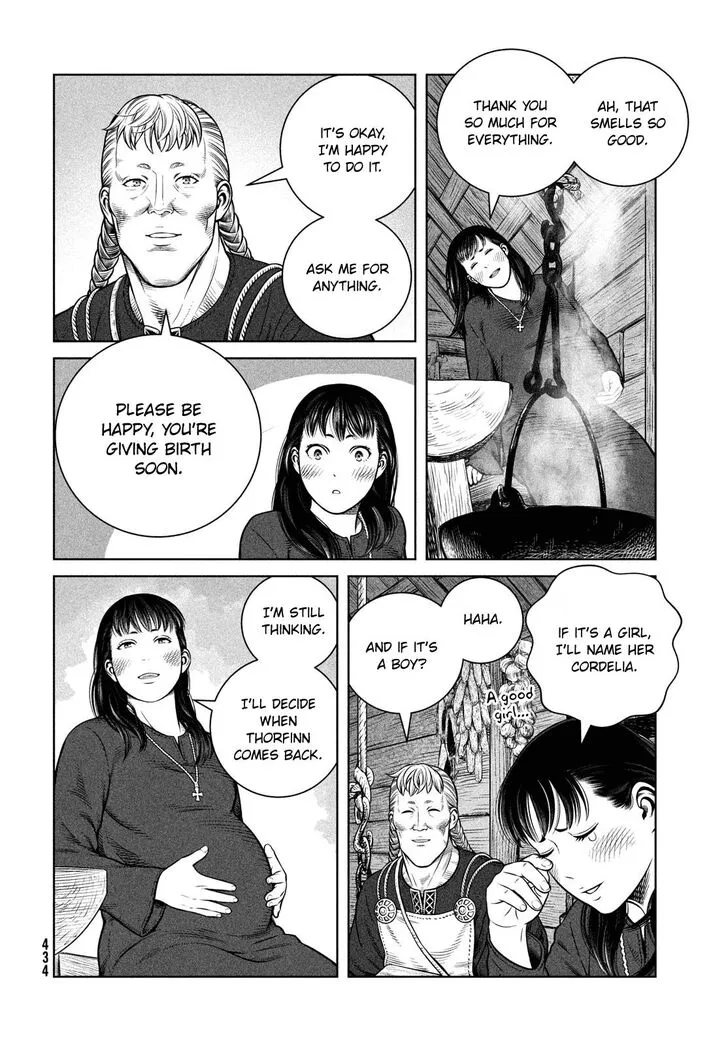 AH, THAT
SMELLS SO
GOOD.
THANK YOU
SO MUCH FOR
EVERYTHING.
IT'S OKAY,
I'M HAPPY
TO DO IT.
ASK ME FOR
ANYTHING.
PLEASE BE
HAPPY, YOU'RE
GIVING BIRTH
SOON.
IF IT'S A GIRL,
I'LL NAME HER
CORDELIA.
A good
girl...
HAHA.
AND IF IT'S
A BOY?
I'M STILL
THINKING.
I'LL DECIDE
WHEN
THORFINN
COMES BACK.
434